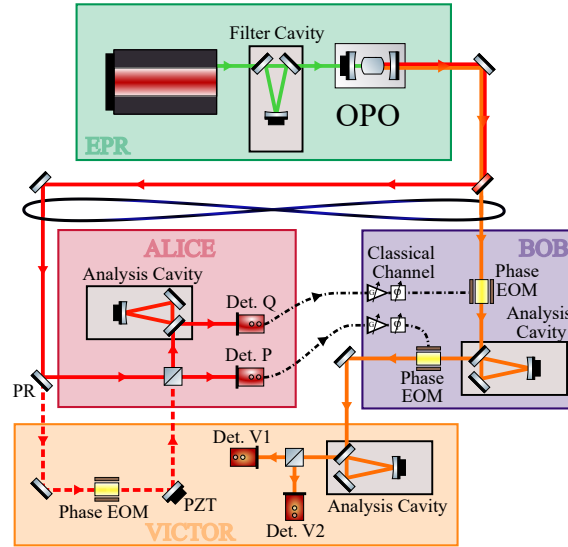 Filter Cavity
OPO
EPR
ALICE
BOB
Analysis Cavity
Det. Q
Det. P
Classical
Channel
G
φ
G
φ
Phase
EOM
Analysis
Cavity
Phase
EOM
PR
Phase EOM
PZT
VICTOR
Det. V1
Det. V2
Analysis Cavity